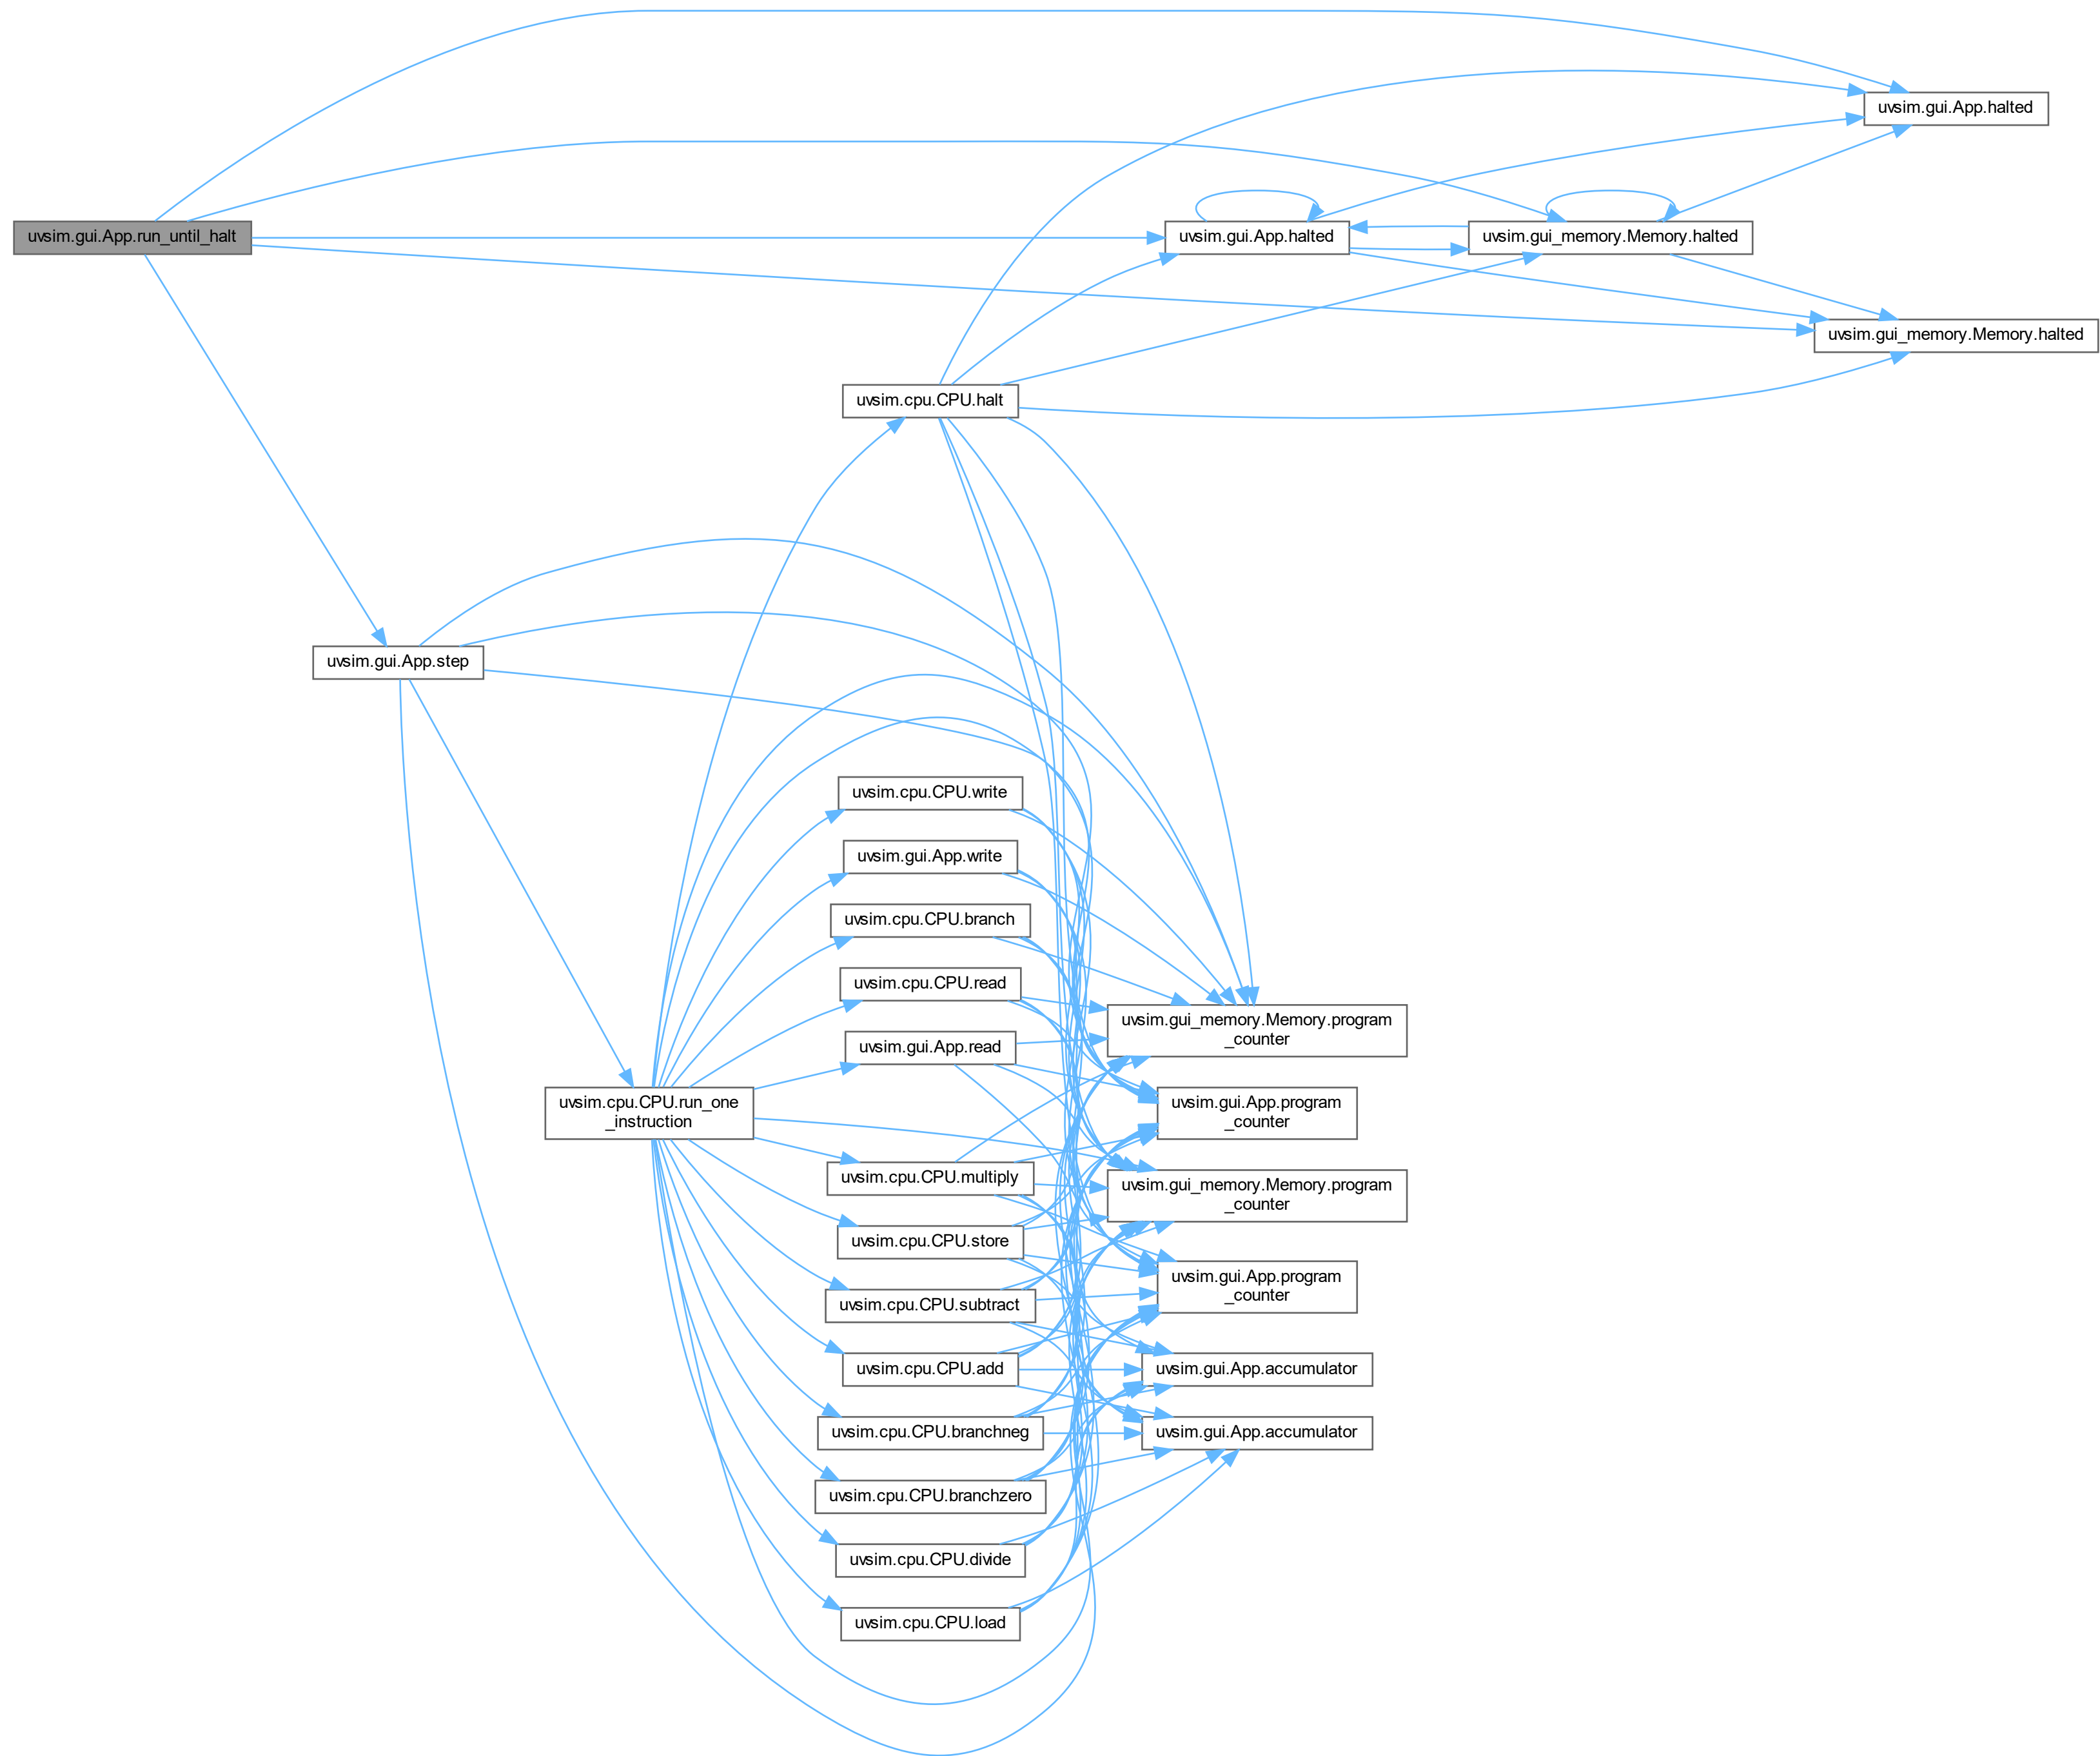 uvsim.gui.App.halted
uvsim.gui.App.run_until_halt
uvsim.gui.App.halted
uvsim.gui_memory.Memory.halted
uvsim.gui_memory.Memory.halted
uvsim.cpu.CPU.halt
uvsim.gui.App.step
uvsim.cpu.CPU.write
uvsim.gui.App.write
uvsim.cpu.CPU.branch
uvsim.cpu.CPU.read
uvsim.gui_memory.Memory.program
_counter
uvsim.gui.App.read
uvsim.cpu.CPU.run_one
_instruction
uvsim.gui.App.program
_counter
uvsim.cpu.CPU.multiply
uvsim.gui_memory.Memory.program
_counter
uvsim.cpu.CPU.store
uvsim.gui.App.program
_counter
uvsim.cpu.CPU.subtract
uvsim.cpu.CPU.add
uvsim.gui.App.accumulator
uvsim.cpu.CPU.branchneg
uvsim.gui.App.accumulator
uvsim.cpu.CPU.branchzero
uvsim.cpu.CPU.divide
uvsim.cpu.CPU.load